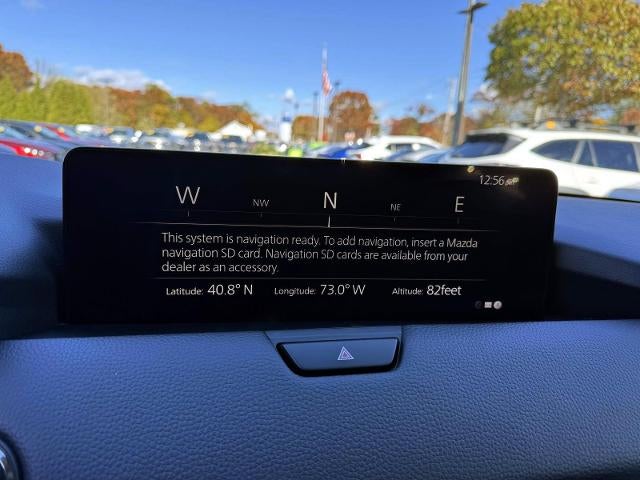 12:56
W NW N NE E
This system is navigation ready. To add navigation, insert a Mazda
navigation SD card. Navigation SD cards are available from your
dealer as an accessory.
Latitude: 40.8° N Longitude: 73.0° W Altitude: 82feet